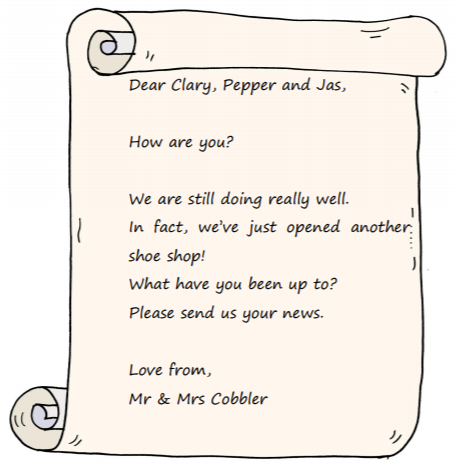 Dear Clary, Pepper and Jas,
How are you?
We are still doing really well.
In fact, we've just opened another
shoe shop!
What have you been up to?
Please send us your news.
Love from,
Mr & Mrs Cobbler